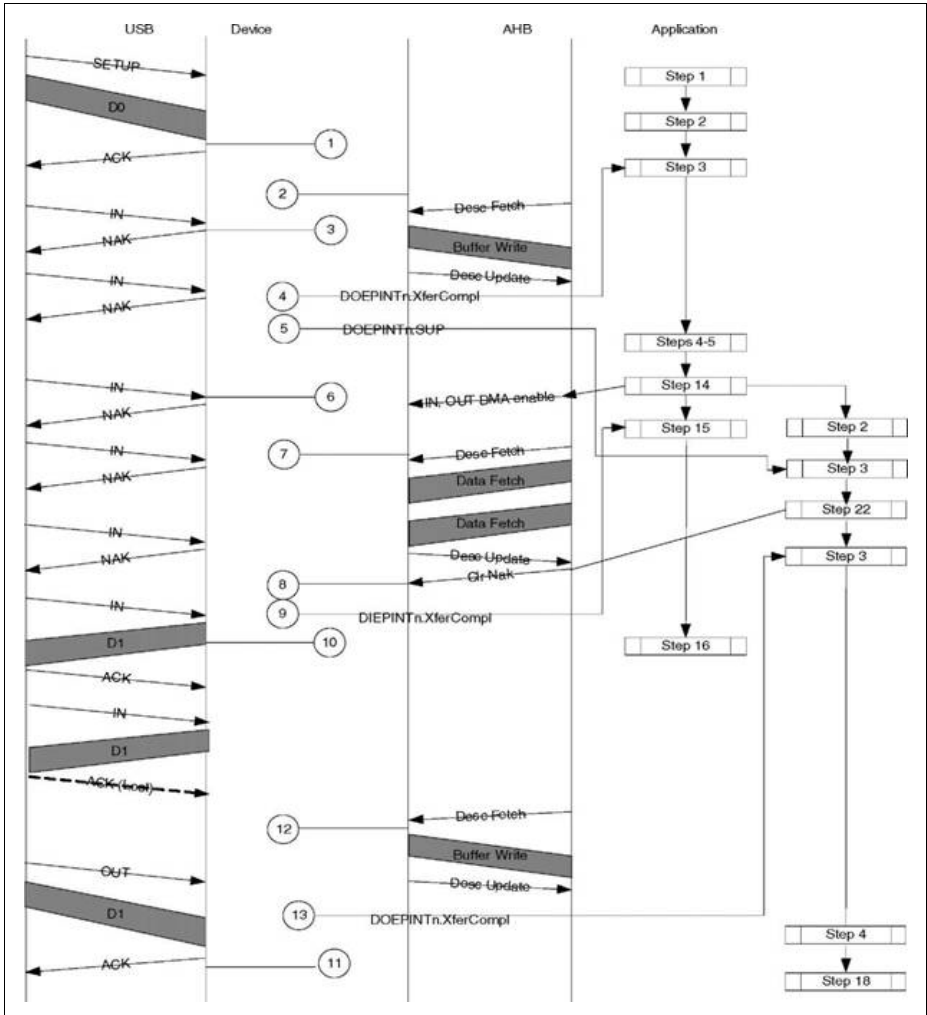 USB Device AHB Application
SETUP
Step 1
D0
Step 2
1
ACK
Step 3
2
Desc Fetch
IN
3
NAK
Buffer Write
IN
Desc Update
4
DOEPINTn.XferCompl
NAK
5
DOEPINTn.SUP
Steps 4-5
IN
6
IN, OUT DMA enable
Step 14
NAK
Step 15
Step 2
IN
7
Desc Fetch
Step 3
NAK
Data Fetch
Step 22
Data Fetch
IN
NAK
Desc Update
Step 3
Clr Nak
8
IN
9
DIEPINTn.XferCompl
D1
10
Step 16
ACK
IN
D1
ACK (Lost)
Desc Fetch
12
Buffer Write
OUT
Desc Update
D1
13
DOEPINTn.XferCompl
Step 4
ACK
11
Step 18